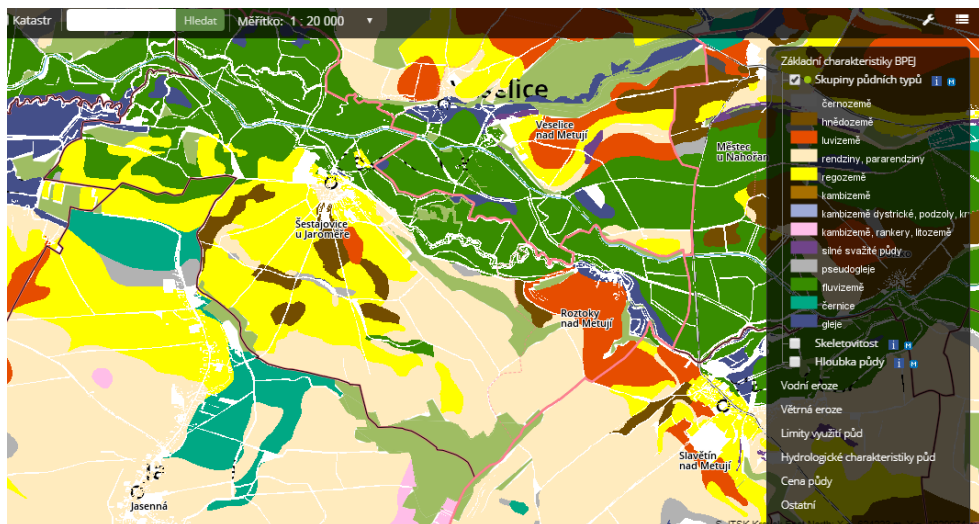 Katastr
Hledat
Měřítko: 1 : 20 000
Základní charakteristiky BPEJ
Skupiny půdních typů
černozemě
hnědozemě
luvizemě
rendziny, pararendziny
regozemě
kambizemě
kambizemě dystrické, podzoly, kr
kambizemě, rankery, litozemě
silně svažité půdy
pseudogleje
fluvizemě
černice
gleje
Skeletovitost
Hloubka půdy
Vodní eroze
Větrná eroze
Limity využití půd
Hydrologické charakteristiky půd
Cena půdy
Ostatní
Veselice
nad Metují
Městec
u Nahořan
Šestajovice
u Jaroměře
Roztoky
nad Metují
Slavětín
nad Metují
Jasenná